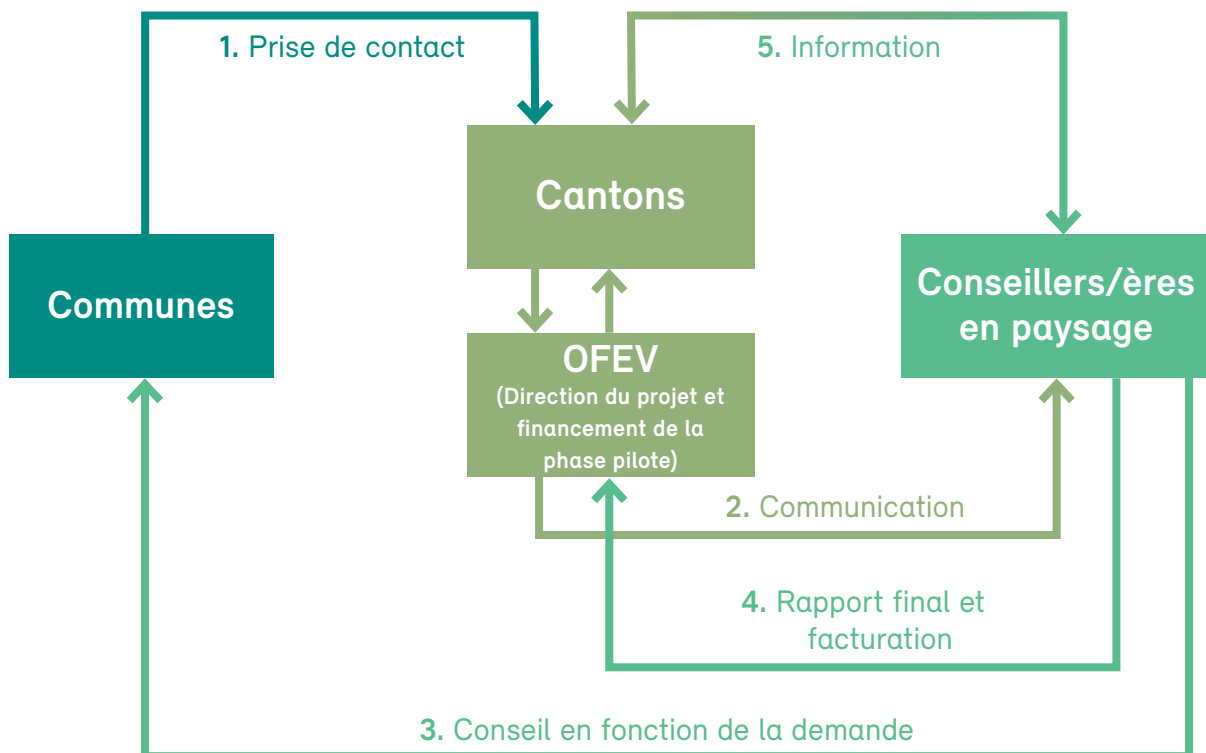 1. Prise de contact
5. Information
Cantons
Communes
Conseillers/ères
en paysage
OFEV
(Direction du projet et
financement de la
phase pilote)
2. Communication
4. Rapport final et
facturation
3. Conseil en fonction de la demande